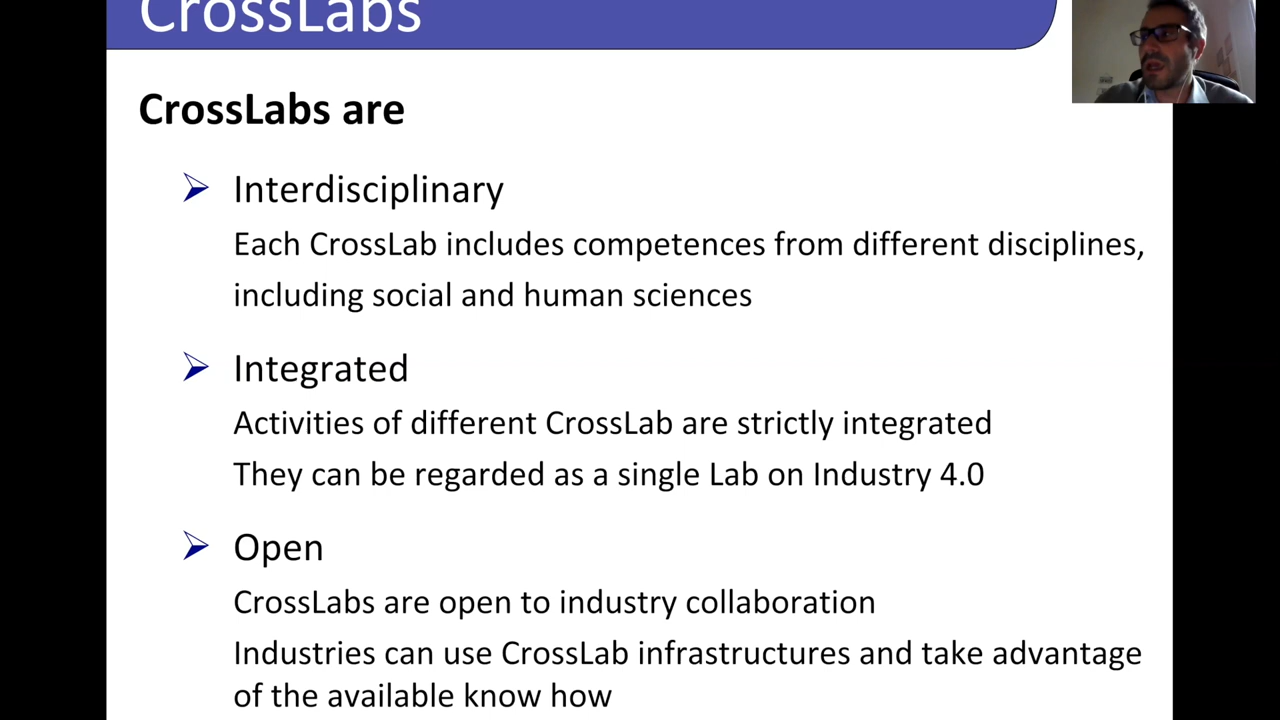 CrossLabs
CrossLabs are
Interdisciplinary
Each CrossLab includes competences from different disciplines,
including social and human sciences
Integrated
Activities of different CrossLab are strictly integrated
They can be regarded as a single Lab on Industry 4.0
Open
CrossLabs are open to industry collaboration
Industries can use CrossLab infrastructures and take advantage
of the available know how